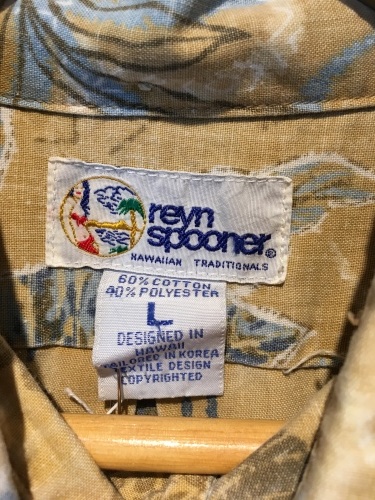 reyn
spooner®
HAWAIIAN TRADITIONALS
60% COTTON
40% POLYESTER
L
DESIGNED IN
HAWAII
TAILORED IN KOREA
TEXTILE DESIGN
COPYRIGHTED